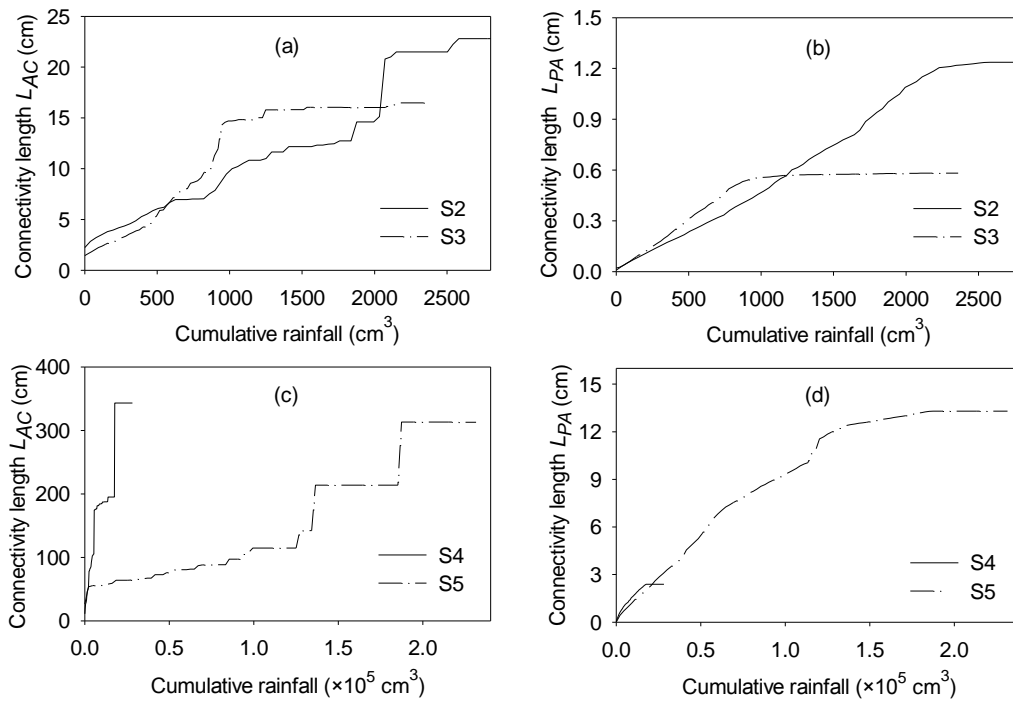 (a)
Connectivity length L_AC (cm)
25
20
15
10
5
0
S2
S3
0 500 1000 1500 2000 2500
Cumulative rainfall (cm³)
(b)
Connectivity length L_PA (cm)
1.5
1.2
0.9
0.6
0.3
0.0
S2
S3
0 500 1000 1500 2000 2500
Cumulative rainfall (cm³)
(c)
Connectivity length L_AC (cm)
400
300
200
100
0
S4
S5
0.0 0.5 1.0 1.5 2.0
Cumulative rainfall (×10⁵ cm³)
(d)
Connectivity length L_PA (cm)
15
12
9
6
3
0
S4
S5
0.0 0.5 1.0 1.5 2.0
Cumulative rainfall (×10⁵ cm³)